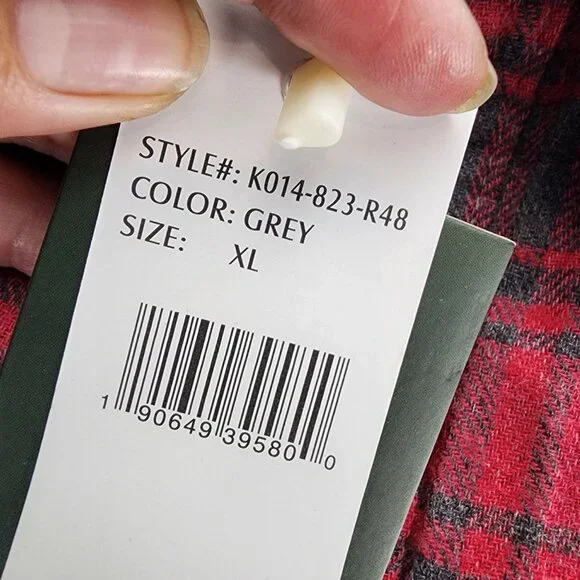 STYLE#: K014-823-R48
COLOR: GREY
SIZE: XL
1 90649 39580 0